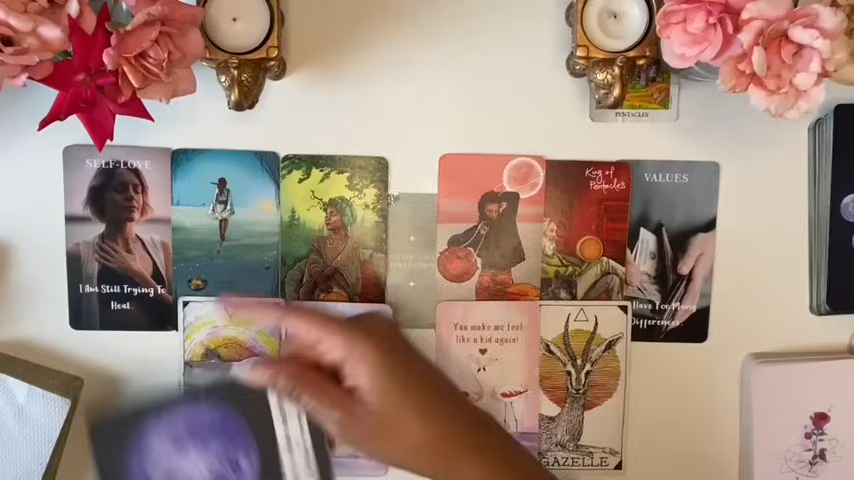 PENTACLES
SELF-LOVE
I Am Still Trying To
Heal.
King of
Pentacles
VALUES
Have Too Many
Differences.
You make me feel
like a kid again!
GAZELLE